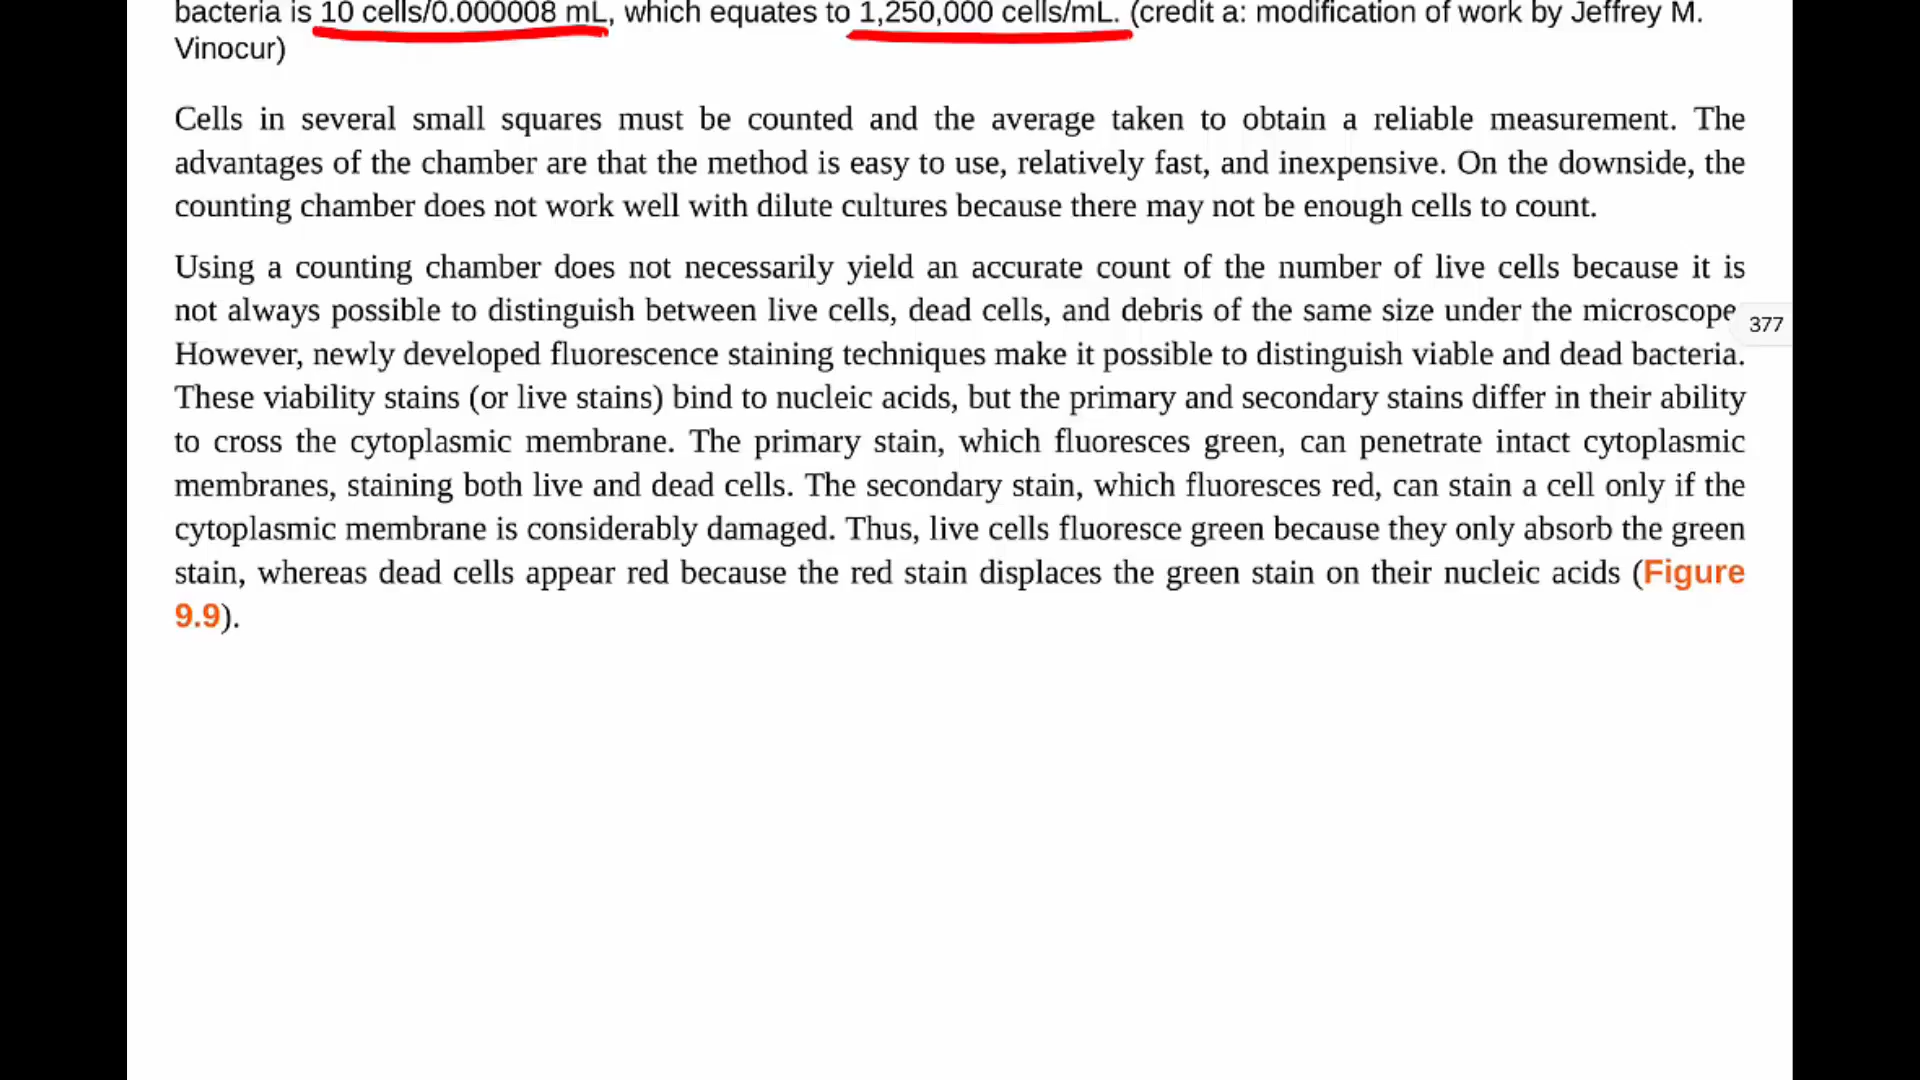 bacteria is 10 cells/0.000008 mL, which equates to 1,250,000 cells/mL. (credit a: modification of work by Jeffrey M.
Vinocur)
Cells in several small squares must be counted and the average taken to obtain a reliable measurement. The
advantages of the chamber are that the method is easy to use, relatively fast, and inexpensive. On the downside, the
counting chamber does not work well with dilute cultures because there may not be enough cells to count.
Using a counting chamber does not necessarily yield an accurate count of the number of live cells because it is
not always possible to distinguish between live cells, dead cells, and debris of the same size under the microscope
377
However, newly developed fluorescence staining techniques make it possible to distinguish viable and dead bacteria.
These viability stains (or live stains) bind to nucleic acids, but the primary and secondary stains differ in their ability
to cross the cytoplasmic membrane. The primary stain, which fluoresces green, can penetrate intact cytoplasmic
membranes, staining both live and dead cells. The secondary stain, which fluoresces red, can stain a cell only if the
cytoplasmic membrane is considerably damaged. Thus, live cells fluoresce green because they only absorb the green
stain, whereas dead cells appear red because the red stain displaces the green stain on their nucleic acids (Figure
9.9).